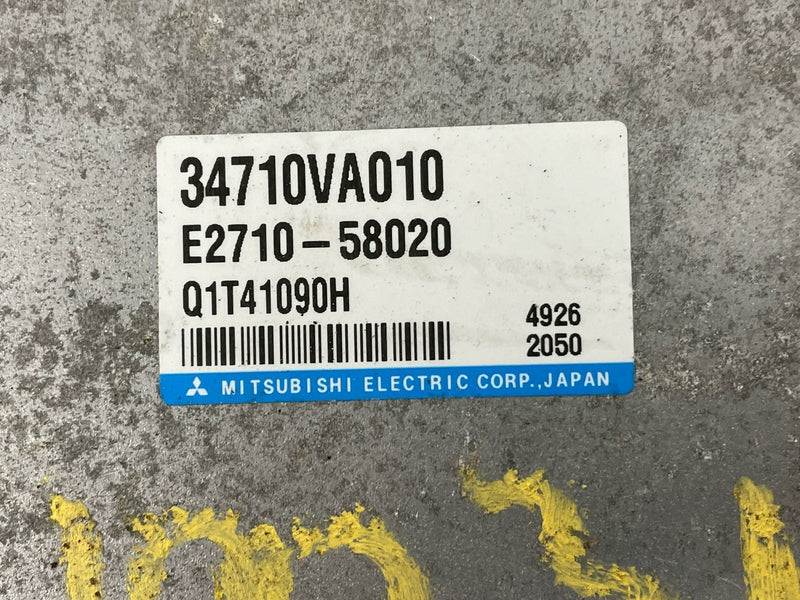 34710VA010
E2710-58020
Q1T41090H
4926
2050
MITSUBISHI ELECTRIC CORP.,JAPAN